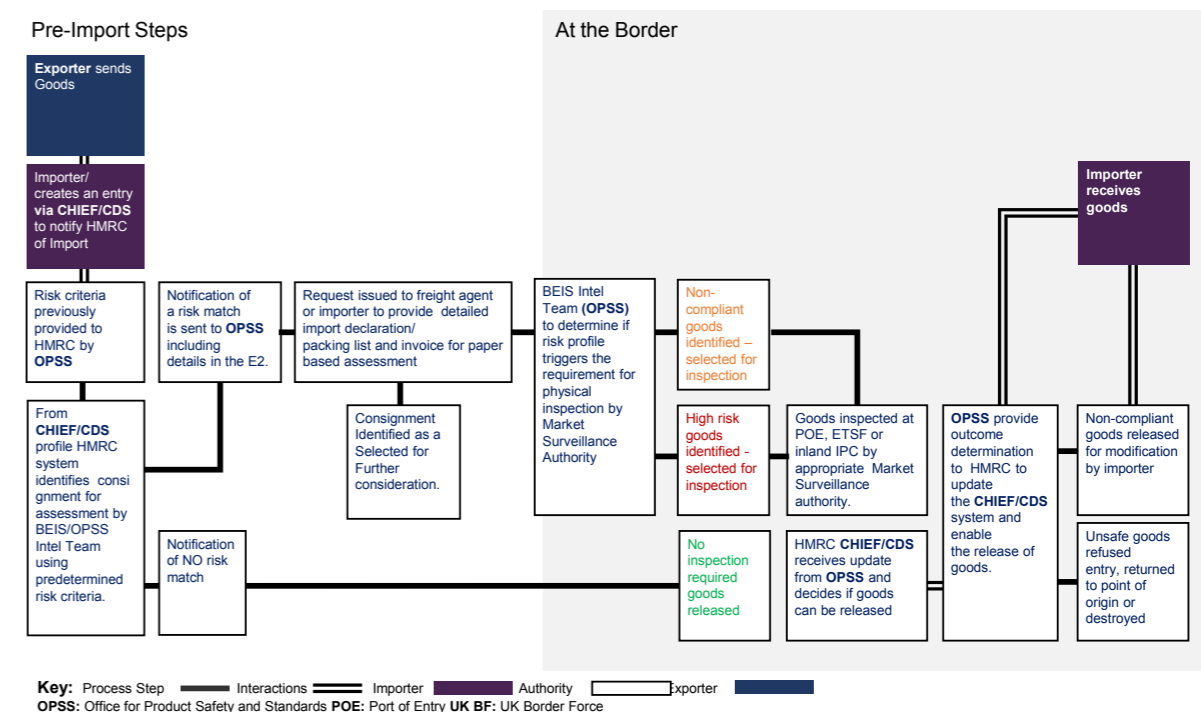 Pre-Import Steps
At the Border
Exporter sends
Goods
Importer/
creates an entry
via CHIEF/CDS
to notify HMRC
of Import
Importer
receives
goods
Risk criteria
previously
provided to
HMRC by
OPSS
Notification of
a risk match
is sent to OPSS
including
details in the E2.
Request issued to freight agent
or importer to provide detailed
import declaration/
packing list and invoice for paper
based assessment
BEIS Intel
Team (OPSS)
to determine if
risk profile
triggers the
requirement for
physical
inspection by
Market
Surveillance
Authority
Non-
compliant
goods
identified –
selected for
inspection
From
CHIEF/CDS
profile HMRC
system
identifies consi
gnment for
assessment by
BEIS/OPSS
Intel Team
using
predetermined
risk criteria.
Consignment
Identified as a
Selected for
Further
consideration.
High risk
goods
identified -
selected for
inspection
Goods inspected at
POE, ETSF or
inland IPC by
appropriate Market
Surveillance
authority.
OPSS provide
outcome
determination
to HMRC to
update
the CHIEF/CDS
system and
enable
the release of
goods.
Non-compliant
goods released
for modification
by importer
Notification
of NO risk
match
No
inspection
required
goods
released
HMRC CHIEF/CDS
receives update
from OPSS and
decides if goods
can be released
Unsafe goods
refused
entry, returned
to point of
origin or
destroyed
Key: Process Step Interactions Importer Authority Exporter
OPSS: Office for Product Safety and Standards POE: Port of Entry UK BF: UK Border Force